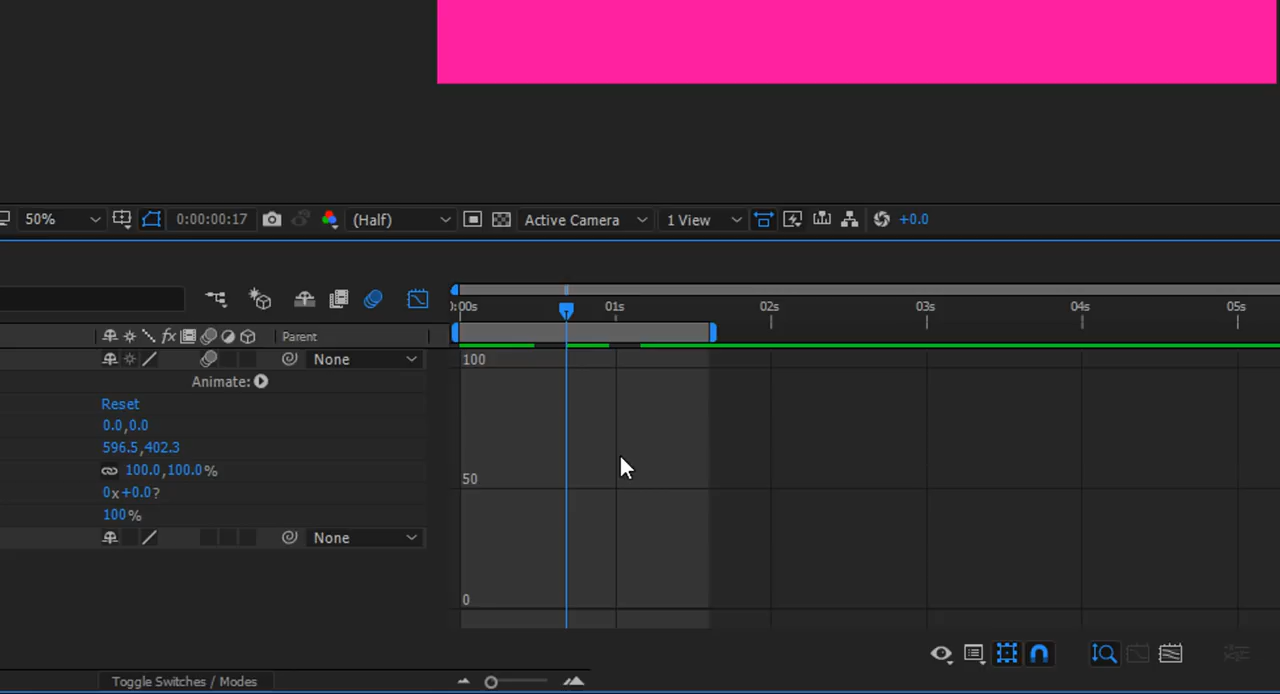 50% 0:00:00:17 (Half) Active Camera 1 View +0.0
0:00s 01s 02s 03s 04s 05s
fx Parent
None
100
Animate:
Reset
0.0,0.0
596.5,402.3
100.0,100.0%
50
0x+0.0?
100%
None
0
Toggle Switches / Modes